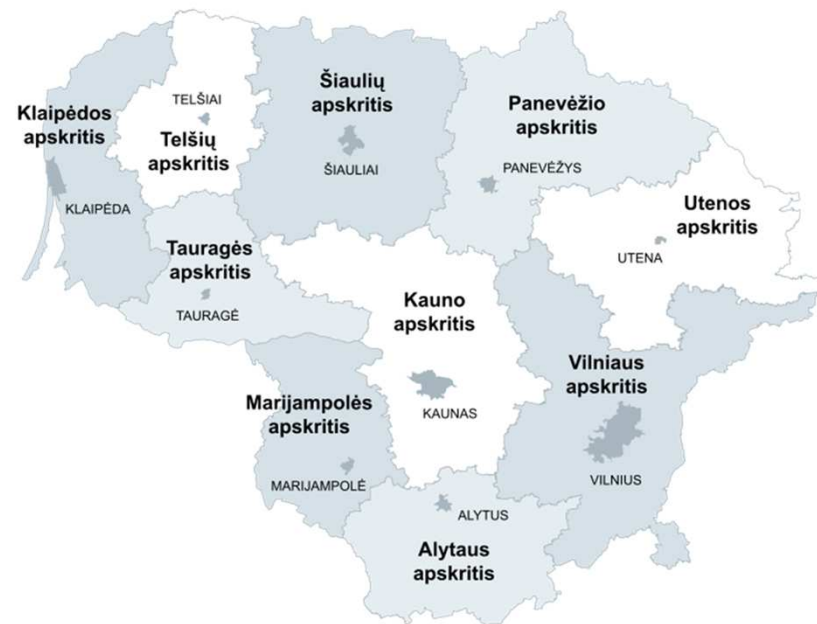 Šiaulių
apskritis
TELŠIAI
Panevėžio
apskritis
Klaipėdos
apskritis
Telšių
apskritis
ŠIAULIAI
PANEVĖŽYS
KLAIPĖDA
Utenos
apskritis
Tauragės
apskritis
UTENA
TAURAGĖ
Kauno
apskritis
Vilniaus
apskritis
Marijampolės
apskritis
KAUNAS
MARIJAMPOLĖ
VILNIUS
ALYTUS
Alytaus
apskritis